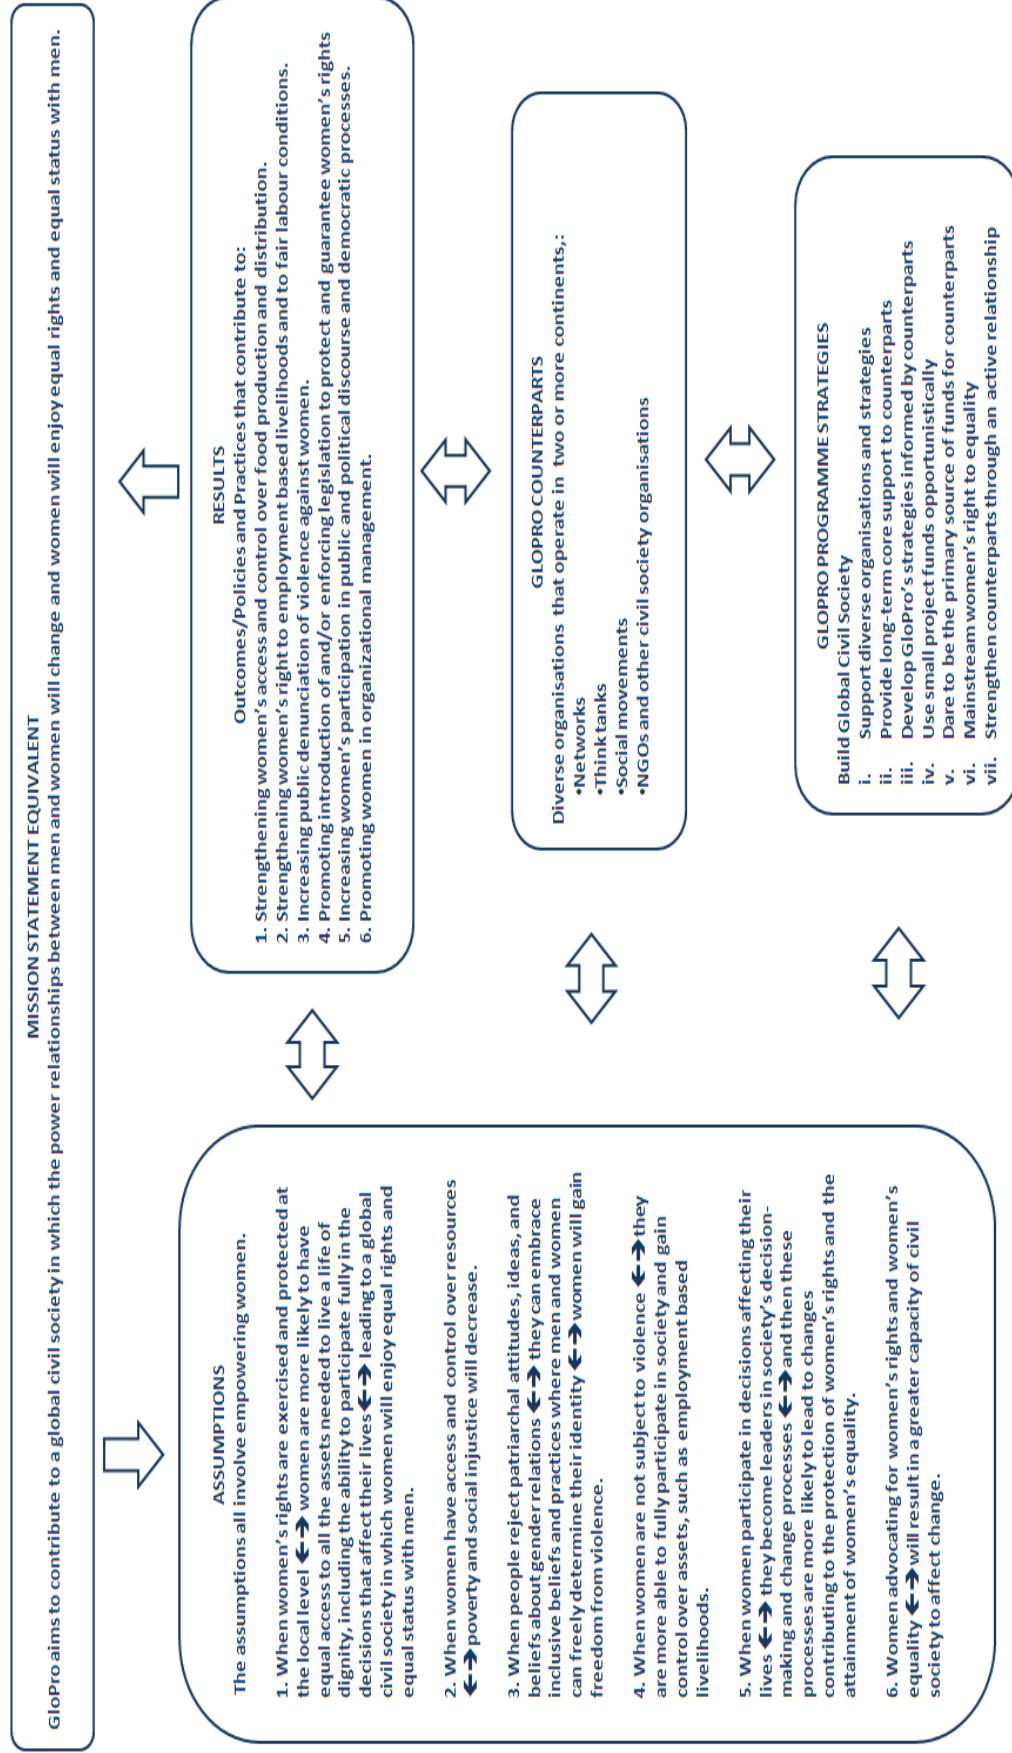 MISSION STATEMENT EQUIVALENT
GloPro aims to contribute to a global civil society in which the power relationships between men and women will change and women will enjoy equal rights and equal status with men.
ASSUMPTIONS
The assumptions all involve empowering women.
1. When women's rights are exercised and protected at
the local level ←→ women are more likely to have
equal access to all the assets needed to live a life of
dignity, including the ability to participate fully in the
decisions that affect their lives ←→ leading to a global
civil society in which women will enjoy equal rights and
equal status with men.
2. When women have access and control over resources
←→ poverty and social injustice will decrease.
3. When people reject patriarchal attitudes, ideas, and
beliefs about gender relations ←→ they can embrace
inclusive beliefs and practices where men and women
can freely determine their identity ←→ women will gain
freedom from violence.
4. When women are not subject to violence ←→ they
are more able to fully participate in society and gain
control over assets, such as employment based
livelihoods.
5. When women participate in decisions affecting their
lives ←→ they become leaders in society's decision-
making and change processes ←→ and then these
processes are more likely to lead to changes
contributing to the protection of women's rights and the
attainment of women's equality.
6. Women advocating for women's rights and women's
equality ←→ will result in a greater capacity of civil
society to affect change.
RESULTS
Outcomes/Policies and Practices that contribute to:
1. Strengthening women's access and control over food production and distribution.
2. Strengthening women's right to employment based livelihoods and to fair labour conditions.
3. Increasing public denunciation of violence against women.
4. Promoting introduction of and/or enforcing legislation to protect and guarantee women's rights
5. Increasing women's participation in public and political discourse and democratic processes.
6. Promoting women in organizational management.
GLOPRO COUNTERPARTS
Diverse organisations that operate in two or more continents,:
•Networks
•Think tanks
•Social movements
•NGOs and other civil society organisations
GLOPRO PROGRAMME STRATEGIES
Build Global Civil Society
i. Support diverse organisations and strategies
ii. Provide long-term core support to counterparts
iii. Develop GloPro's strategies informed by counterparts
iv. Use small project funds opportunistically
v. Dare to be the primary source of funds for counterparts
vi. Mainstream women's right to equality
vii. Strengthen counterparts through an active relationship